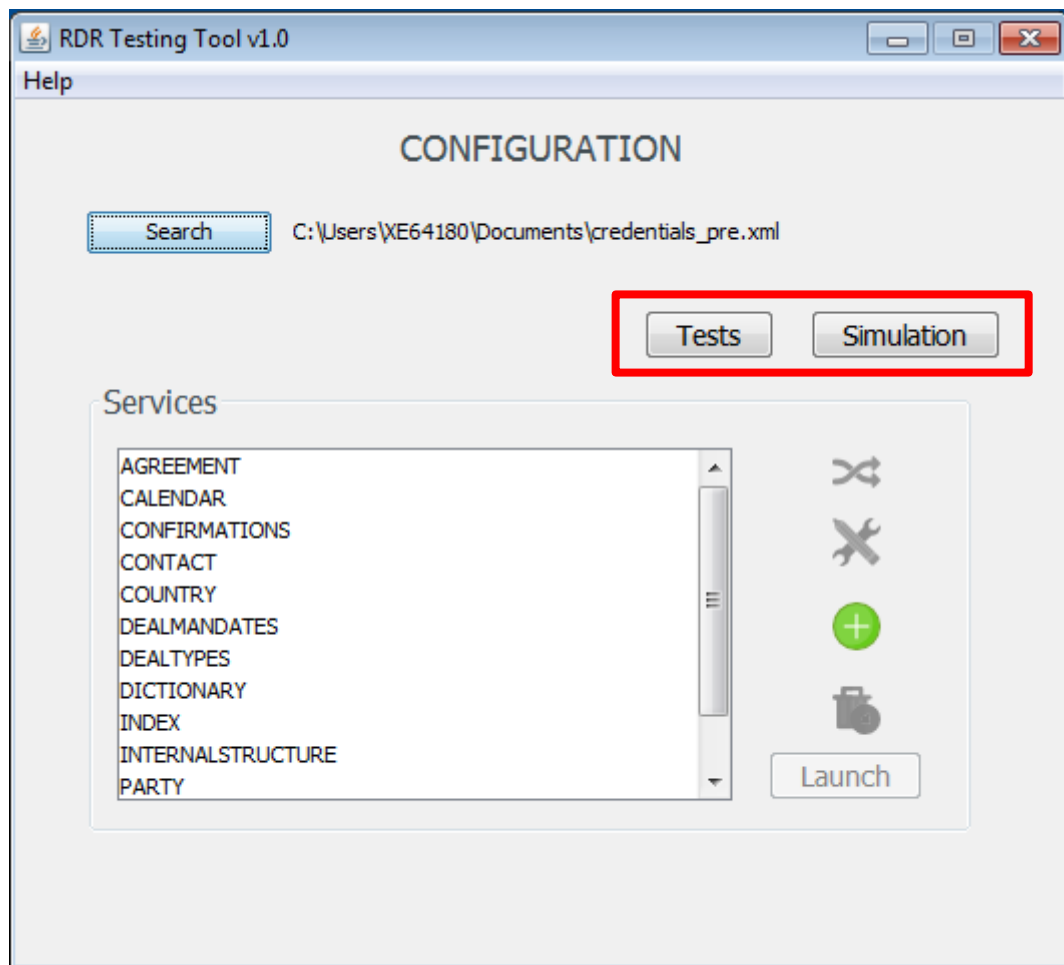 RDR Testing Tool v1.0
Help
CONFIGURATION
Search C:\Users\XE64180\Documents\credentials_pre.xml
Tests Simulation
Services
AGREEMENT
CALENDAR
CONFIRMATIONS
CONTACT
COUNTRY
DEALMANDATES
DEALTYPES
DICTIONARY
INDEX
INTERNALSTRUCTURE
PARTY
Launch